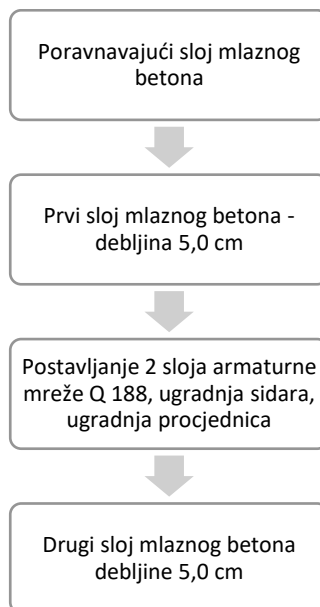 Poravnavajući sloj mlaznog
betona
Prvi sloj mlaznog betona -
debljina 5,0 cm
Postavljanje 2 sloja armaturne
mreže Q 188, ugradnja sidara,
ugradnja procjednica
Drugi sloj mlaznog betona
debljine 5,0 cm